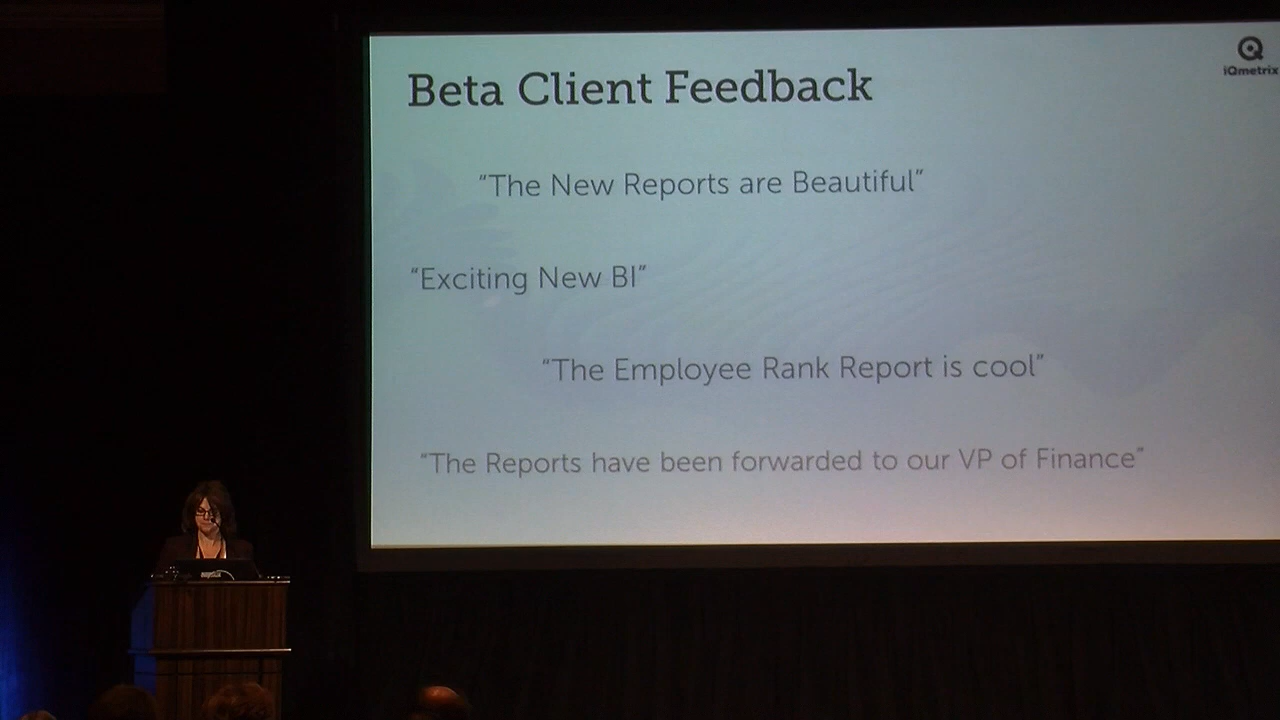 iQmetrix
Beta Client Feedback
“The New Reports are Beautiful”
“Exciting New BI”
“The Employee Rank Report is cool”
“The Reports have been forwarded to our VP of Finance”